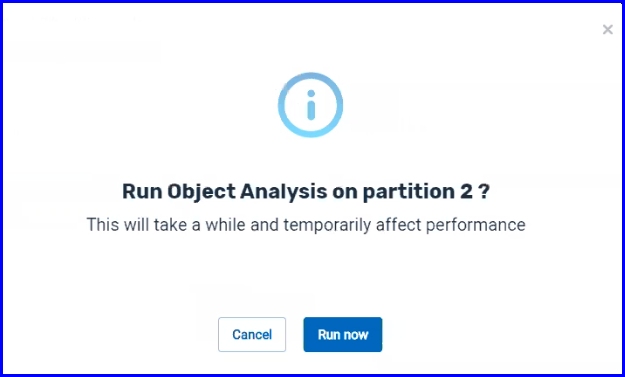 Run Object Analysis on partition 2 ?
This will take a while and temporarily affect performance
Cancel
Run now